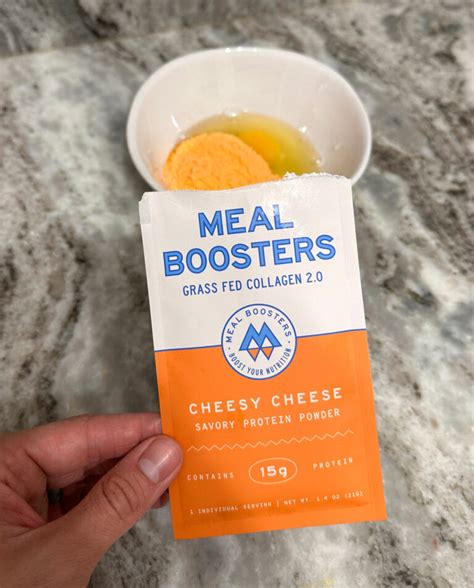 MEAL
BOOSTERS
GRASS FED COLLAGEN 2.0
MEAL BOOSTERS
BOOST YOUR NUTRITION
CHEESY CHEESE
SAVORY PROTEIN POWDER
CONTAINS 15g PROTEIN
1 INDIVIDUAL SERVING | NET WT. 1.4 OZ (21G)